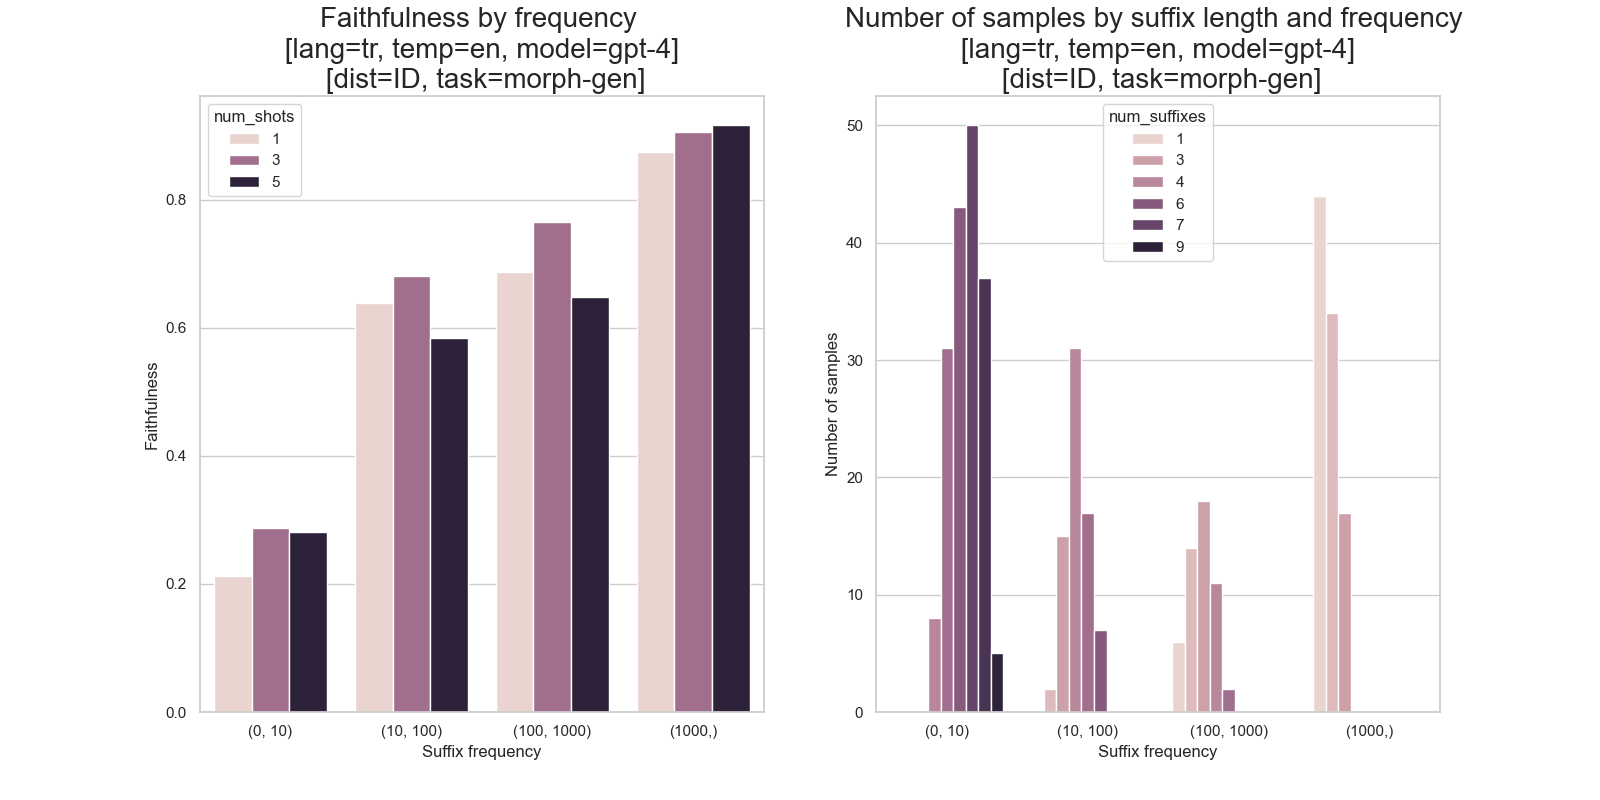 Faithfulness by frequency
[lang=tr, temp=en, model=gpt-4]
[dist=ID, task=morph-gen]
num_shots
1
3
5
0.8
0.6
0.4
0.2
0.0
Faithfulness
(0, 10)
(10, 100)
(100, 1000)
(1000,)
Suffix frequency
Number of samples by suffix length and frequency
[lang=tr, temp=en, model=gpt-4]
[dist=ID, task=morph-gen]
num_suffixes
1
3
4
6
7
9
50
40
30
20
10
0
Number of samples
(0, 10)
(10, 100)
(100, 1000)
(1000,)
Suffix frequency